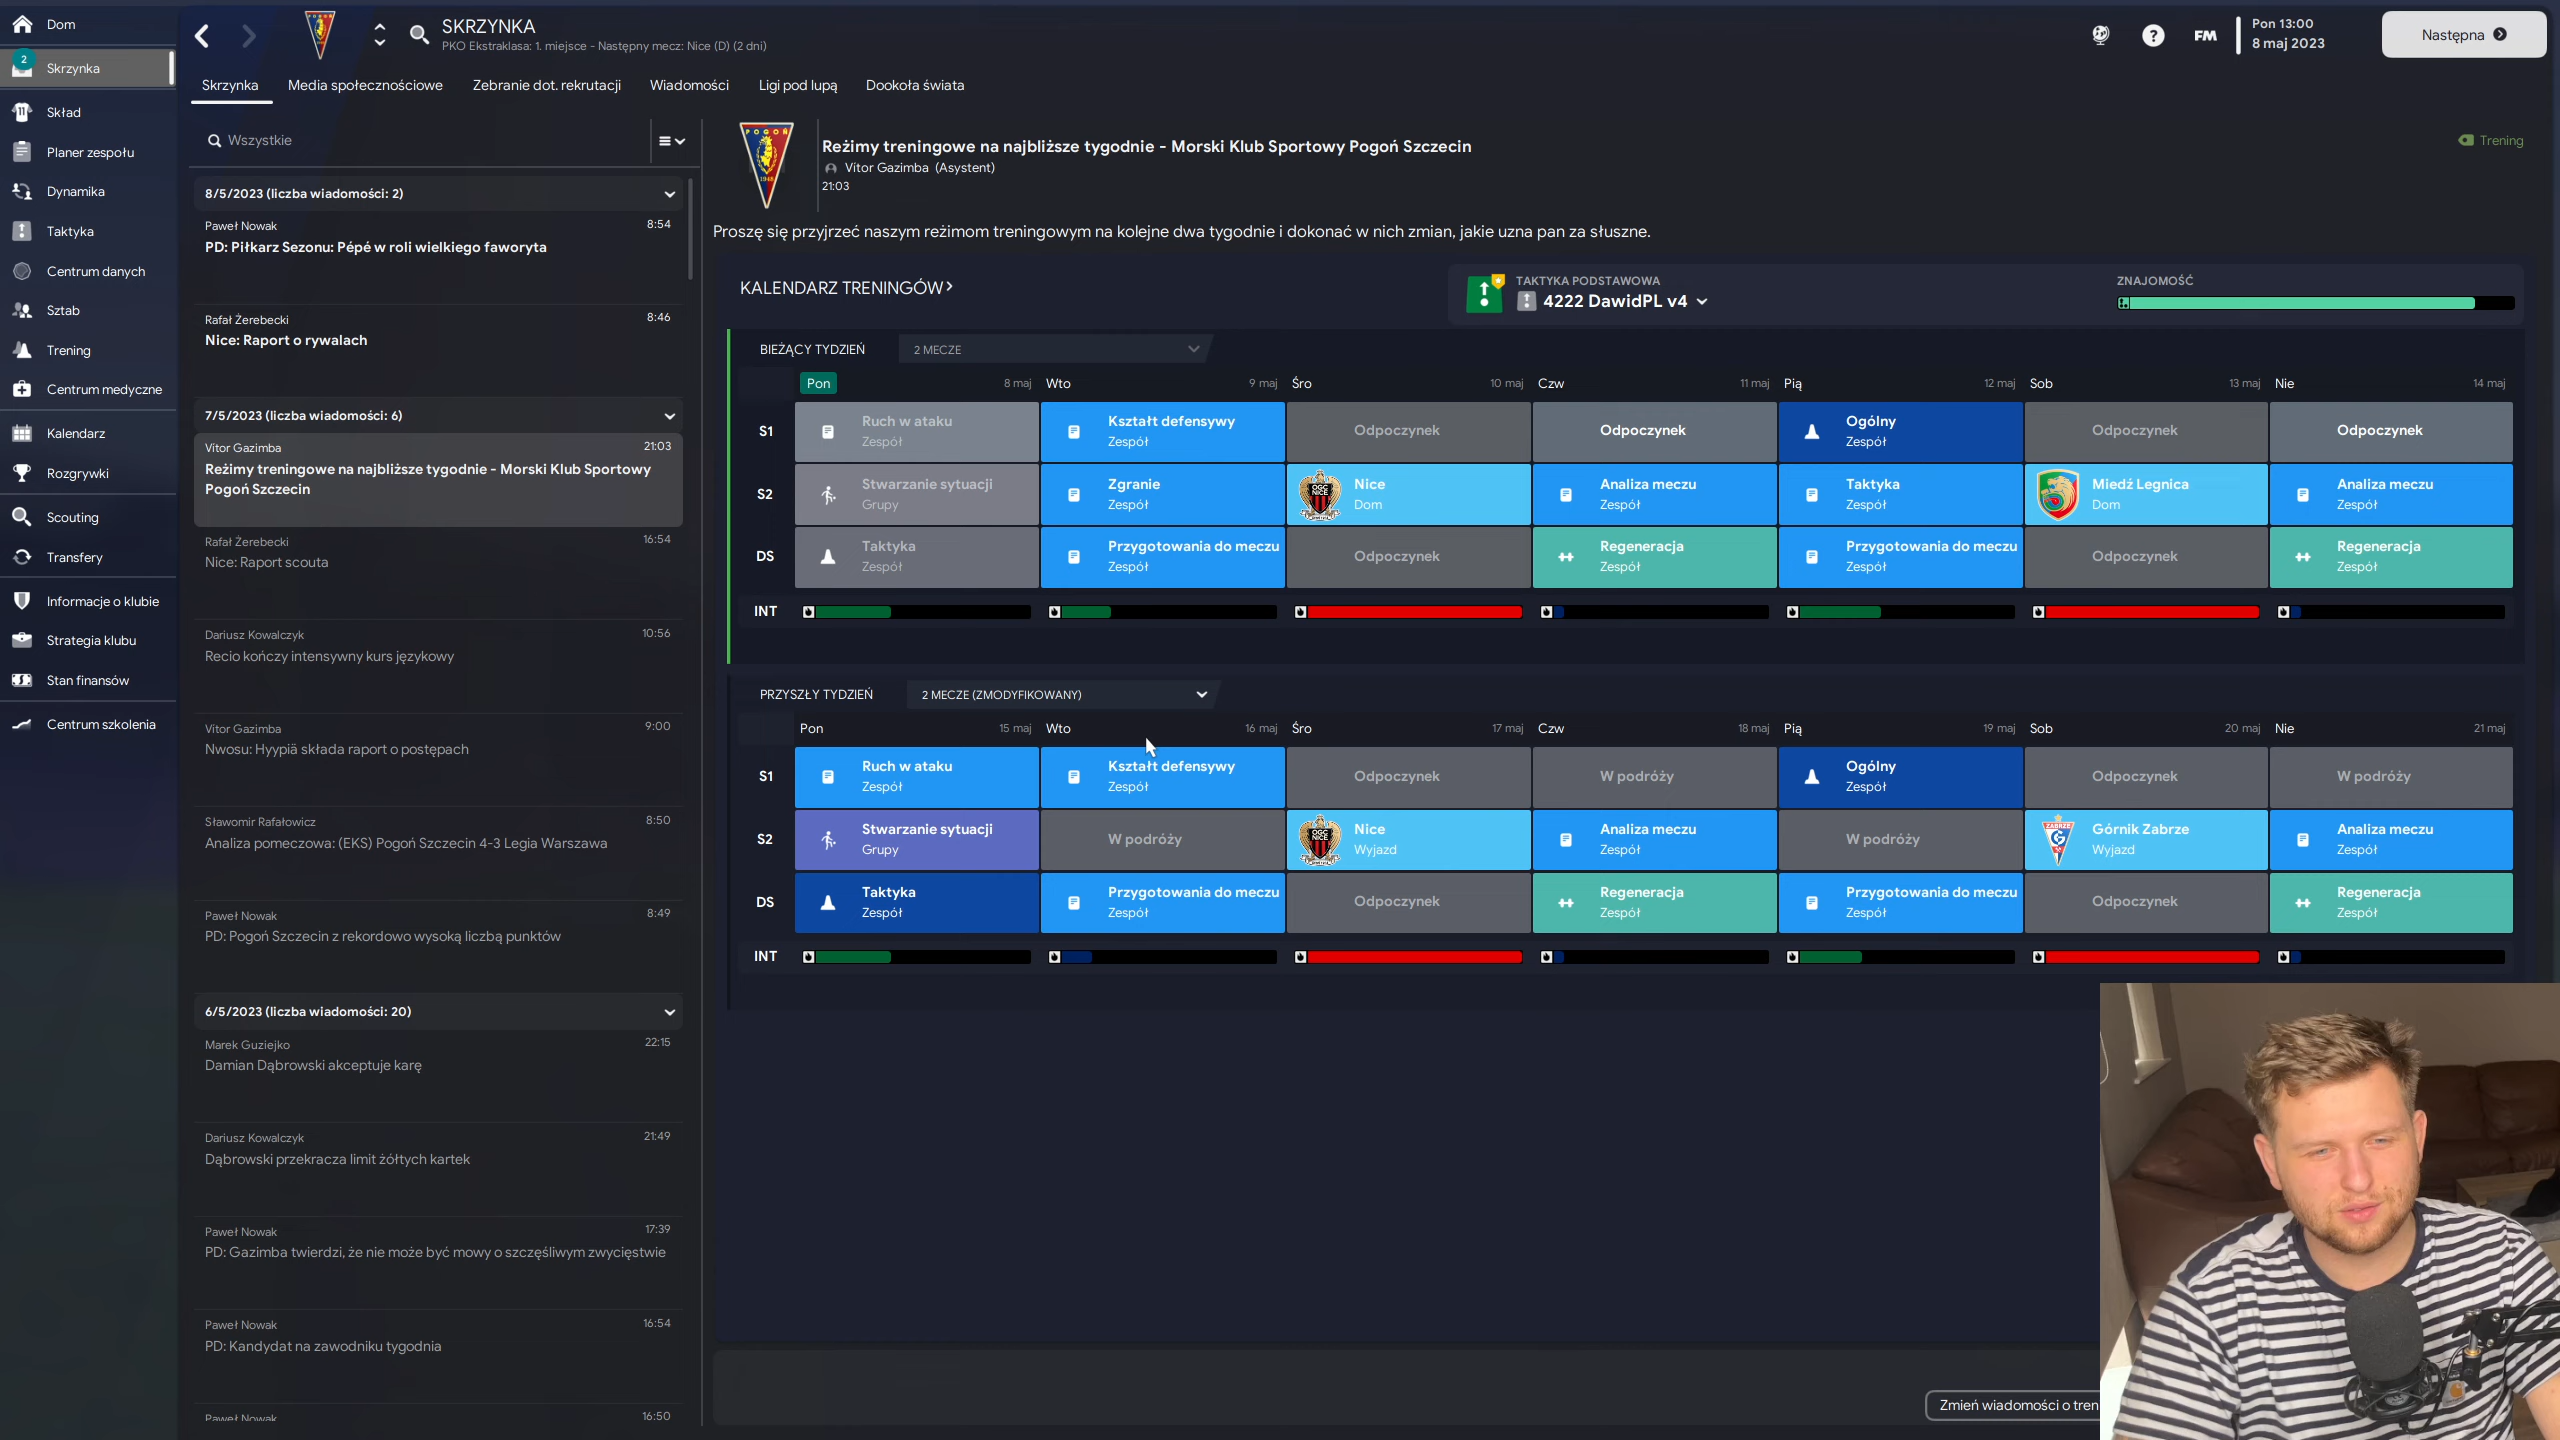 Dom
2
Skrzynka
Skład
Planer zespołu
Dynamika
Taktyka
Centrum danych
Sztab
Trening
Centrum medyczne
Kalendarz
Rozgrywki
Scouting
Transfery
Informacje o klubie
Strategia klubu
Stan finansów
Centrum szkolenia
SKRZYNKA
PKO Ekstraklasa: 1. miejsce - Następny mecz: Nice (D) (2 dni)
FM
Pon 13:00
8 maj 2023
Następna
Skrzynka Media społecznościowe Zebranie dot. rekrutacji Wiadomości Ligi pod lupą Dookoła świata
Wszystkie
8/5/2023 (liczba wiadomości: 2)
Paweł Nowak 8:54
PD: Piłkarz Sezonu: Pépé w roli wielkiego faworyta
Rafał Żerebecki 8:46
Nice: Raport o rywalach
7/5/2023 (liczba wiadomości: 6)
Vítor Gazimba 21:03
Reżimy treningowe na najbliższe tygodnie - Morski Klub Sportowy
Pogoń Szczecin
Rafał Żerebecki 16:54
Nice: Raport scouta
Dariusz Kowalczyk 10:56
Recio kończy intensywny kurs językowy
Vítor Gazimba 9:00
Nwosu: Hyypiä składa raport o postępach
Sławomir Rafałowicz 8:50
Analiza pomeczowa: (EKS) Pogoń Szczecin 4-3 Legia Warszawa
Paweł Nowak 8:49
PD: Pogoń Szczecin z rekordowo wysoką liczbą punktów
6/5/2023 (liczba wiadomości: 20)
Marek Guziejko 22:15
Damian Dąbrowski akceptuje karę
Dariusz Kowalczyk 21:49
Dąbrowski przekracza limit żółtych kartek
Paweł Nowak 17:39
PD: Gazimba twierdzi, że nie może być mowy o szczęśliwym zwycięstwie
Paweł Nowak 16:54
PD: Kandydat na zawodniku tygodnia
Paweł Nowak 16:50
POGOŃ
1948
Reżimy treningowe na najbliższe tygodnie - Morski Klub Sportowy Pogoń Szczecin
Vítor Gazimba (Asystent)
21:03
Trening
Proszę się przyjrzeć naszym reżimom treningowym na kolejne dwa tygodnie i dokonać w nich zmian, jakie uzna pan za słuszne.
KALENDARZ TRENINGÓW
TAKTYKA PODSTAWOWA
4222 DawidPL v4
ZNAJOMOŚĆ
BIEŻĄCY TYDZIEŃ 2 MECZE
Pon 8 maj Wto 9 maj Śro 10 maj Czw 11 maj Pią 12 maj Sob 13 maj Nie 14 maj
S1 Ruch w ataku Kształt defensywy Odpoczynek Odpoczynek Ogólny Odpoczynek Odpoczynek
Zespół Zespół Zespół
S2 Stwarzanie sytuacji Zgranie Nice Analiza meczu Taktyka Miedź Legnica Analiza meczu
Grupy Zespół Dom Zespół Zespół Dom Zespół
DS Taktyka Przygotowania do meczu Odpoczynek Regeneracja Przygotowania do meczu Odpoczynek Regeneracja
Zespół Zespół Zespół Zespół Zespół
INT
PRZYSZŁY TYDZIEŃ 2 MECZE (ZMODYFIKOWANY)
Pon 15 maj Wto 16 maj Śro 17 maj Czw 18 maj Pią 19 maj Sob 20 maj Nie 21 maj
S1 Ruch w ataku Kształt defensywy Odpoczynek W podróży Ogólny Odpoczynek W podróży
Zespół Zespół Zespół
S2 Stwarzanie sytuacji W podróży Nice Analiza meczu W podróży Górnik Zabrze Analiza meczu
Grupy Wyjazd Zespół Wyjazd Zespół
DS Taktyka Przygotowania do meczu Odpoczynek Regeneracja Przygotowania do meczu Odpoczynek Regeneracja
Zespół Zespół Zespół Zespół Zespół
INT
Zmień wiadomości o tren